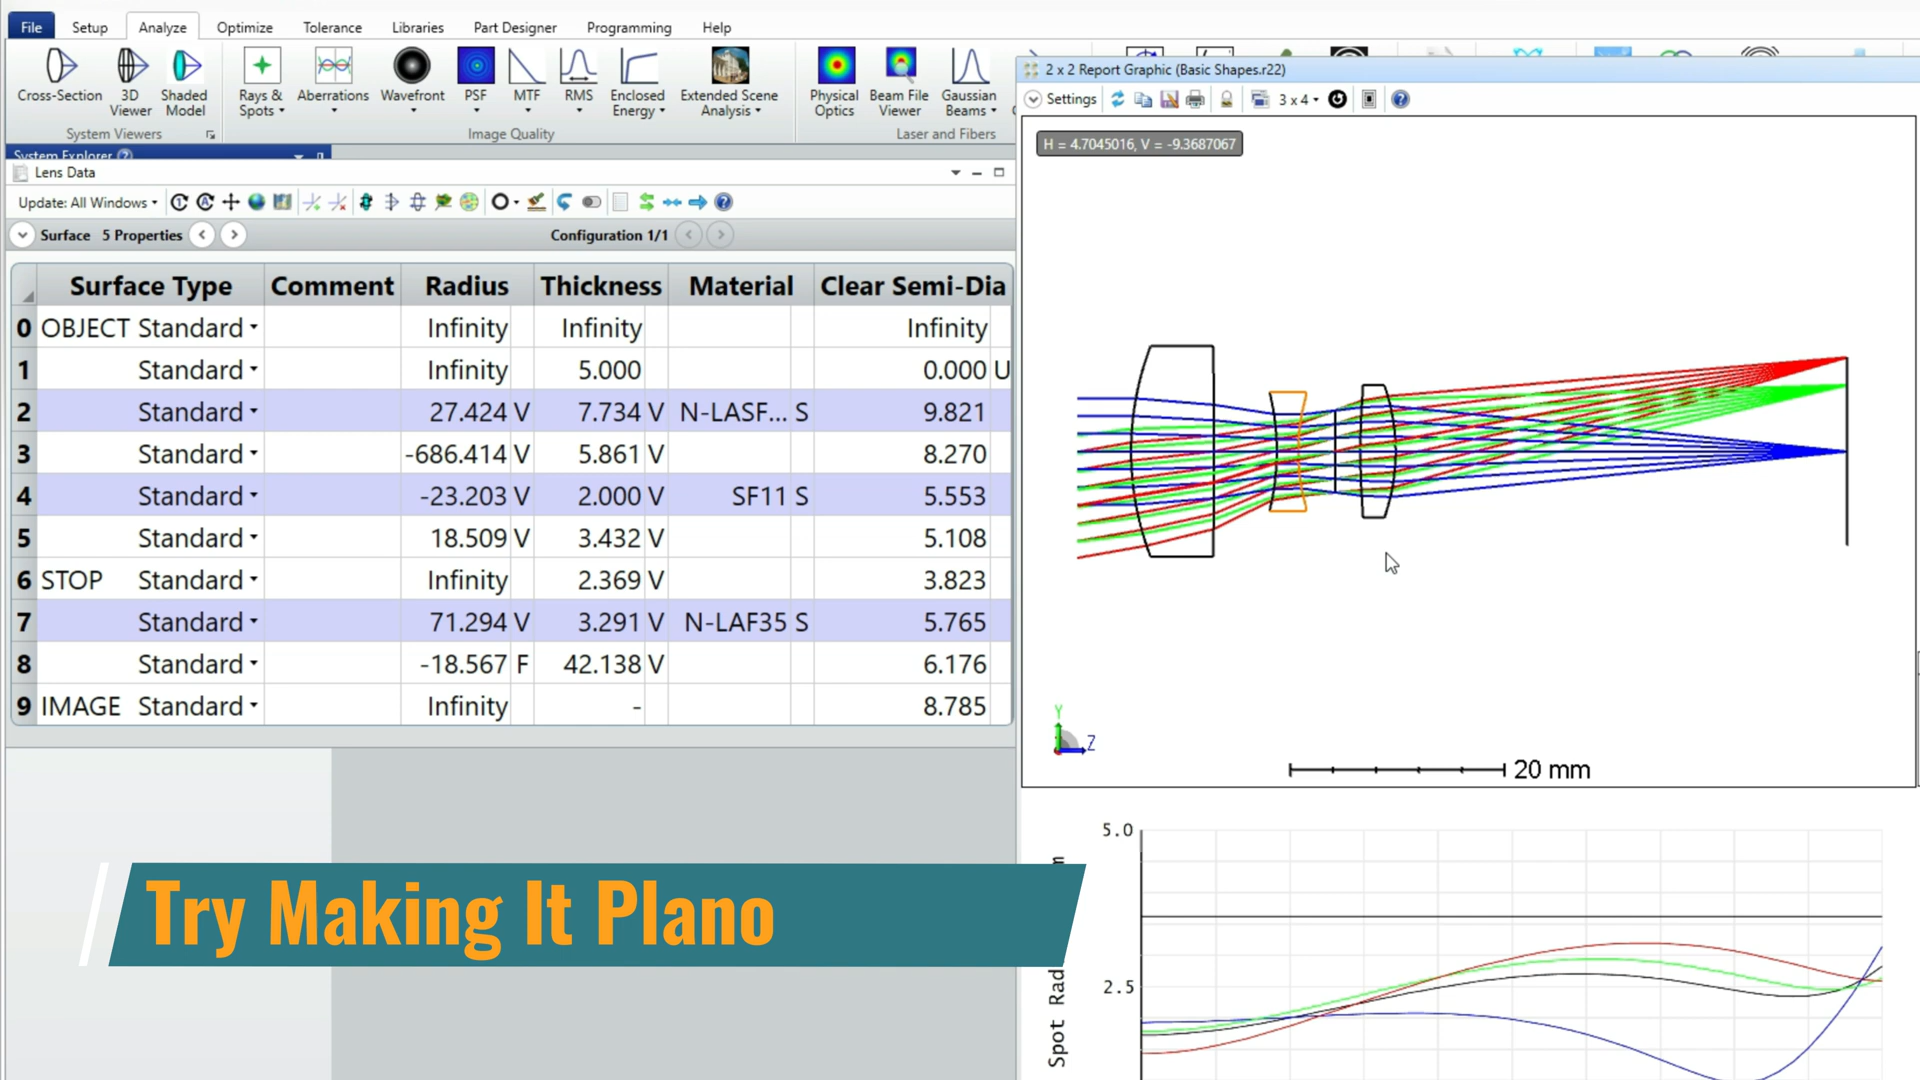 File Setup Analyze Optimize Tolerance Libraries Part Designer Programming Help
Cross-Section 3D Viewer Shaded Model Rays & Spots Aberrations Wavefront PSF MTF RMS Enclosed Energy Extended Scene Analysis Physical Optics Beam File Viewer Gaussian Beams
System Viewers Image Quality Laser and Fibers
System Explorer
Lens Data
Update: All Windows
Surface 5 Properties Configuration 1/1
Surface Type Comment Radius Thickness Material Clear Semi-Dia
0 OBJECT Standard Infinity Infinity Infinity
1 Standard Infinity 5.000 0.000 U
2 Standard 27.424 V 7.734 V N-LASF... S 9.821
3 Standard -686.414 V 5.861 V 8.270
4 Standard -23.203 V 2.000 V SF11 S 5.553
5 Standard 18.509 V 3.432 V 5.108
6 STOP Standard Infinity 2.369 V 3.823
7 Standard 71.294 V 3.291 V N-LAF35 S 5.765
8 Standard -18.567 F 42.138 V 6.176
9 IMAGE Standard Infinity - 8.785
2 x 2 Report Graphic (Basic Shapes.r22)
Settings 3 x 4
H = 4.7045016, V = -9.3687067
Y
Z
20 mm
5.0
2.5
Spot Rad
Try Making It Plano